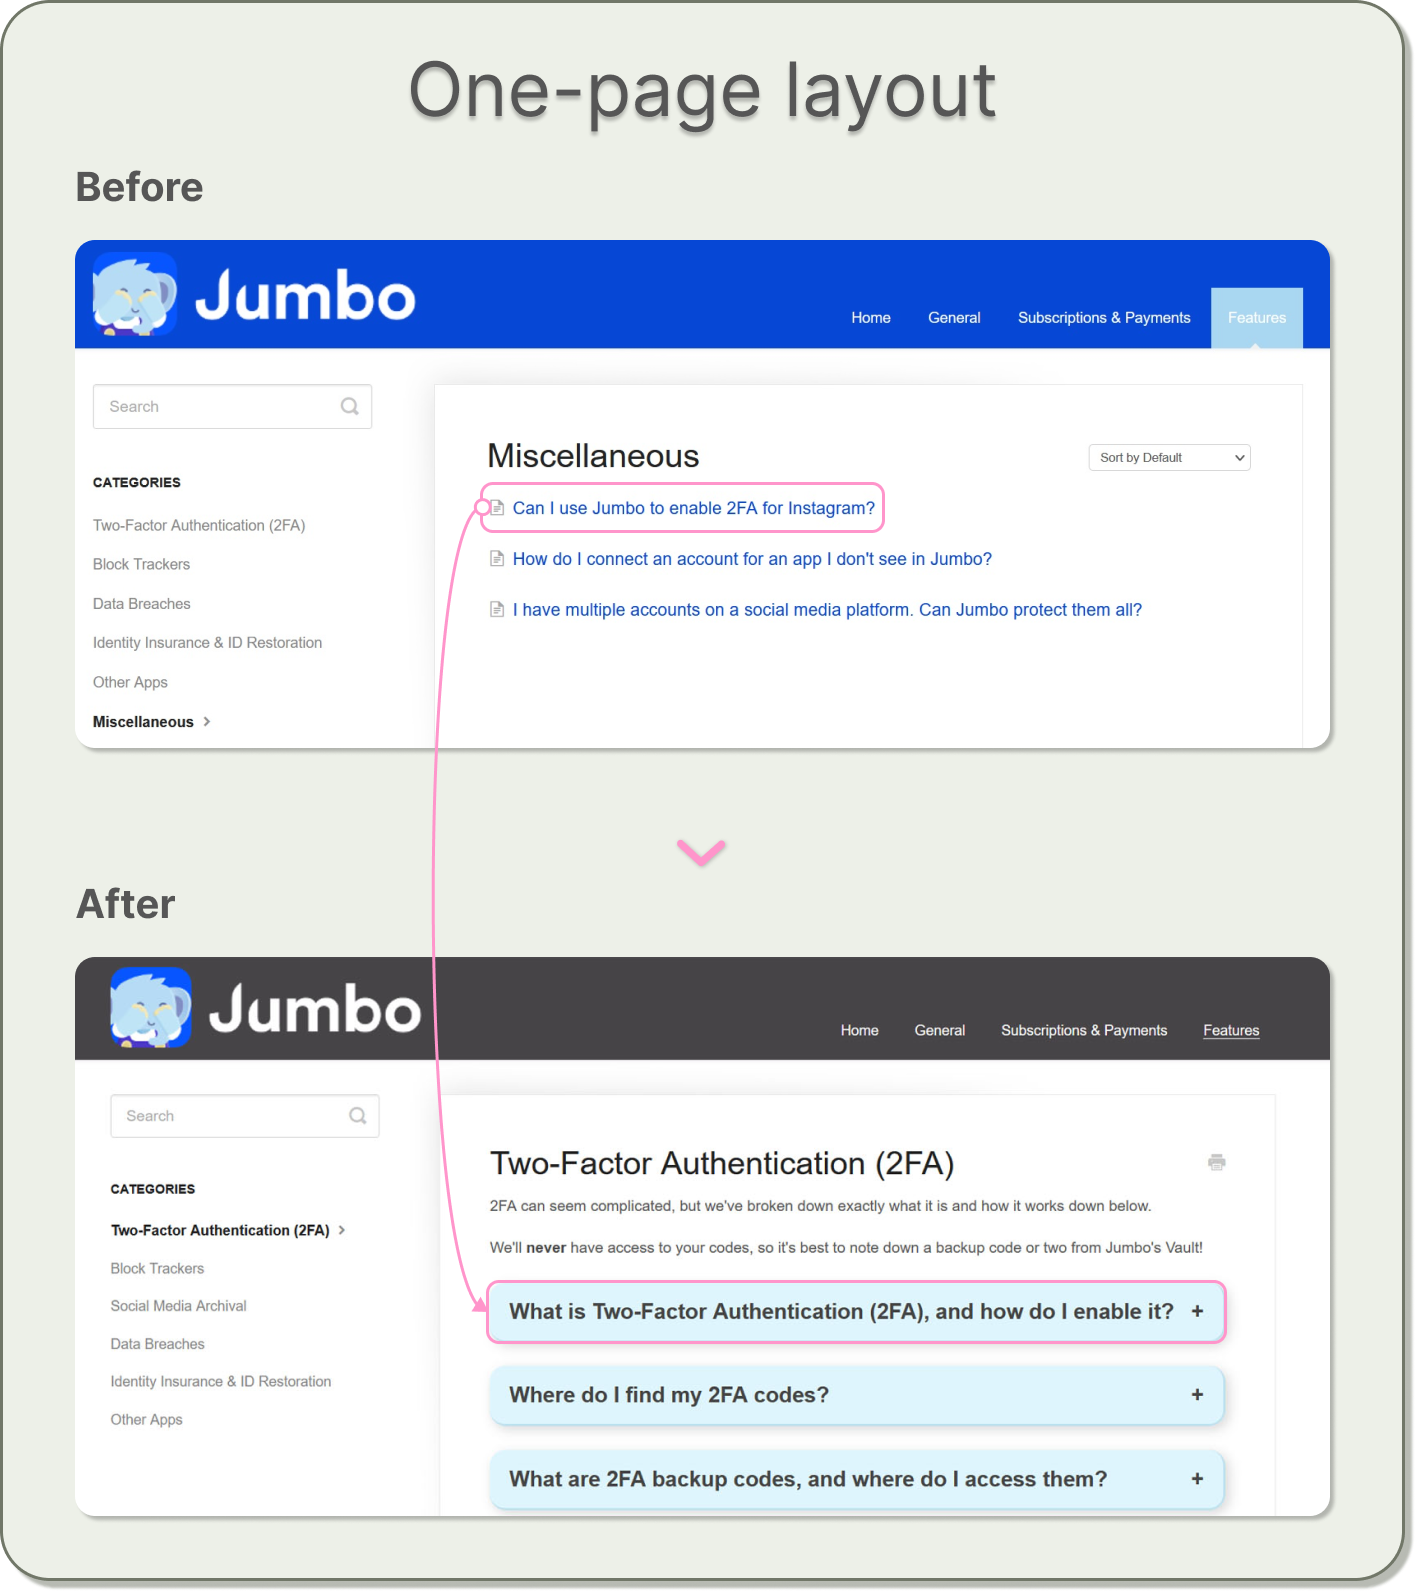 One-page layout
Before
Jumbo
Home General Subscriptions & Payments Features
Search
CATEGORIES
Two-Factor Authentication (2FA)
Block Trackers
Data Breaches
Identity Insurance & ID Restoration
Other Apps
Miscellaneous
Miscellaneous
Sort by Default
Can I use Jumbo to enable 2FA for Instagram?
How do I connect an account for an app I don't see in Jumbo?
I have multiple accounts on a social media platform. Can Jumbo protect them all?
After
Jumbo
Home General Subscriptions & Payments Features
Search
CATEGORIES
Two-Factor Authentication (2FA)
Block Trackers
Social Media Archival
Data Breaches
Identity Insurance & ID Restoration
Other Apps
Two-Factor Authentication (2FA)
2FA can seem complicated, but we've broken down exactly what it is and how it works down below.
We'll never have access to your codes, so it's best to note down a backup code or two from Jumbo's Vault!
What is Two-Factor Authentication (2FA), and how do I enable it? +
Where do I find my 2FA codes? +
What are 2FA backup codes, and where do I access them? +